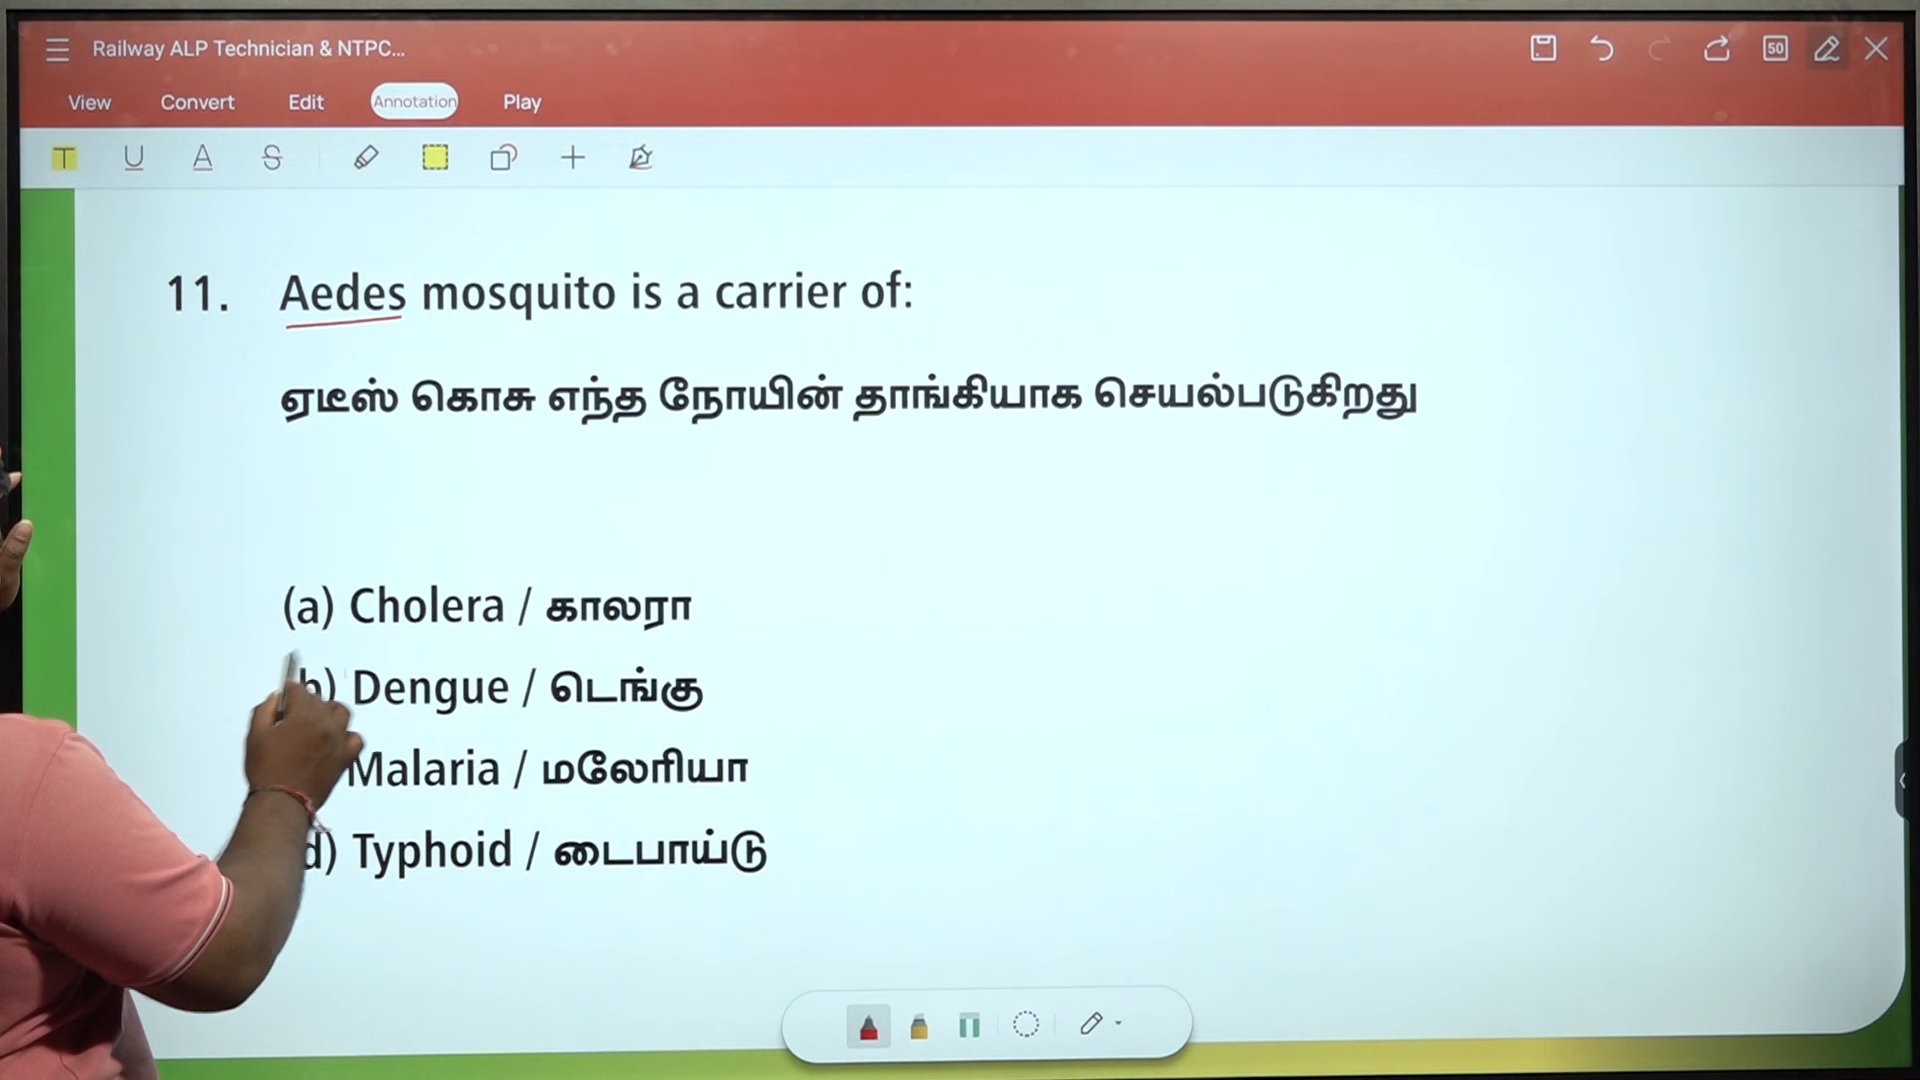 Railway ALP Technician & NTPC...
50
View Convert Edit Annotation Play
T U A S
11. Aedes mosquito is a carrier of:
ஏடீஸ் கொசு எந்த நோயின் தாங்கியாக செயல்படுகிறது
(a) Cholera / காலரா
b) Dengue / டெங்கு
Malaria / மலேரியா
d) Typhoid / டைபாய்டு